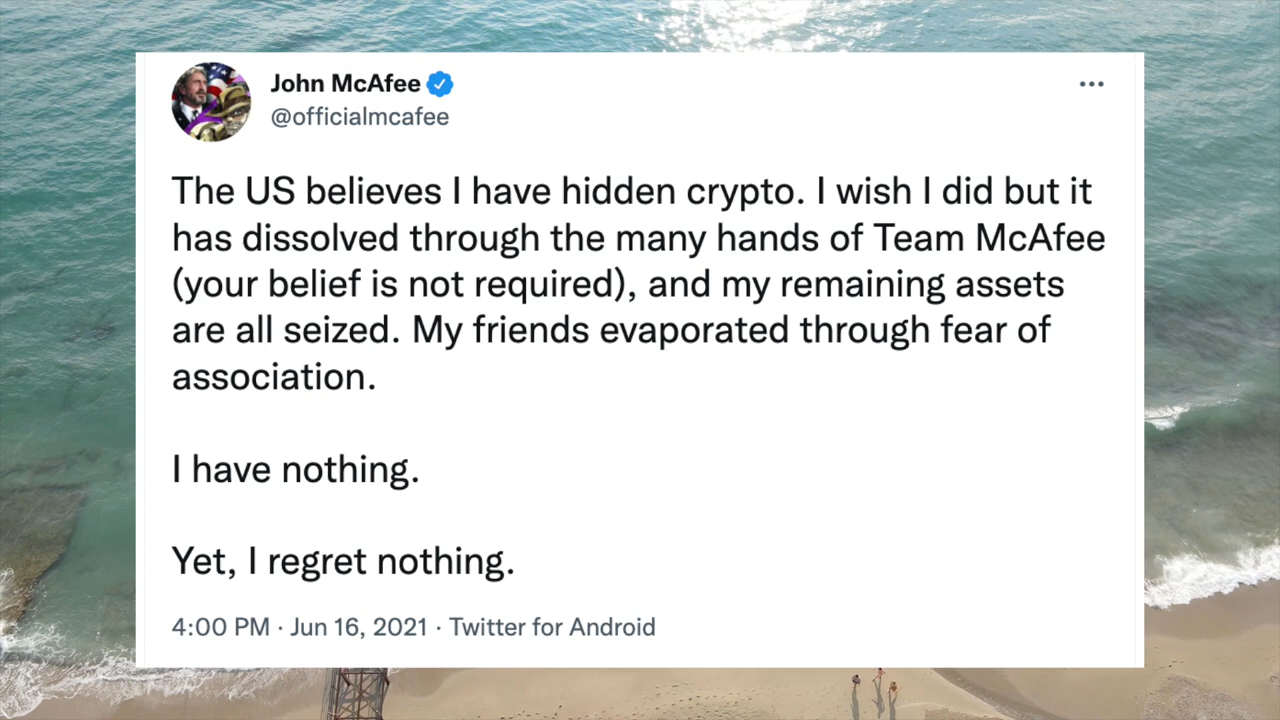 John McAfee
@officialmcafee
The US believes I have hidden crypto. I wish I did but it
has dissolved through the many hands of Team McAfee
(your belief is not required), and my remaining assets
are all seized. My friends evaporated through fear of
association.
I have nothing.
Yet, I regret nothing.
4:00 PM · Jun 16, 2021 · Twitter for Android